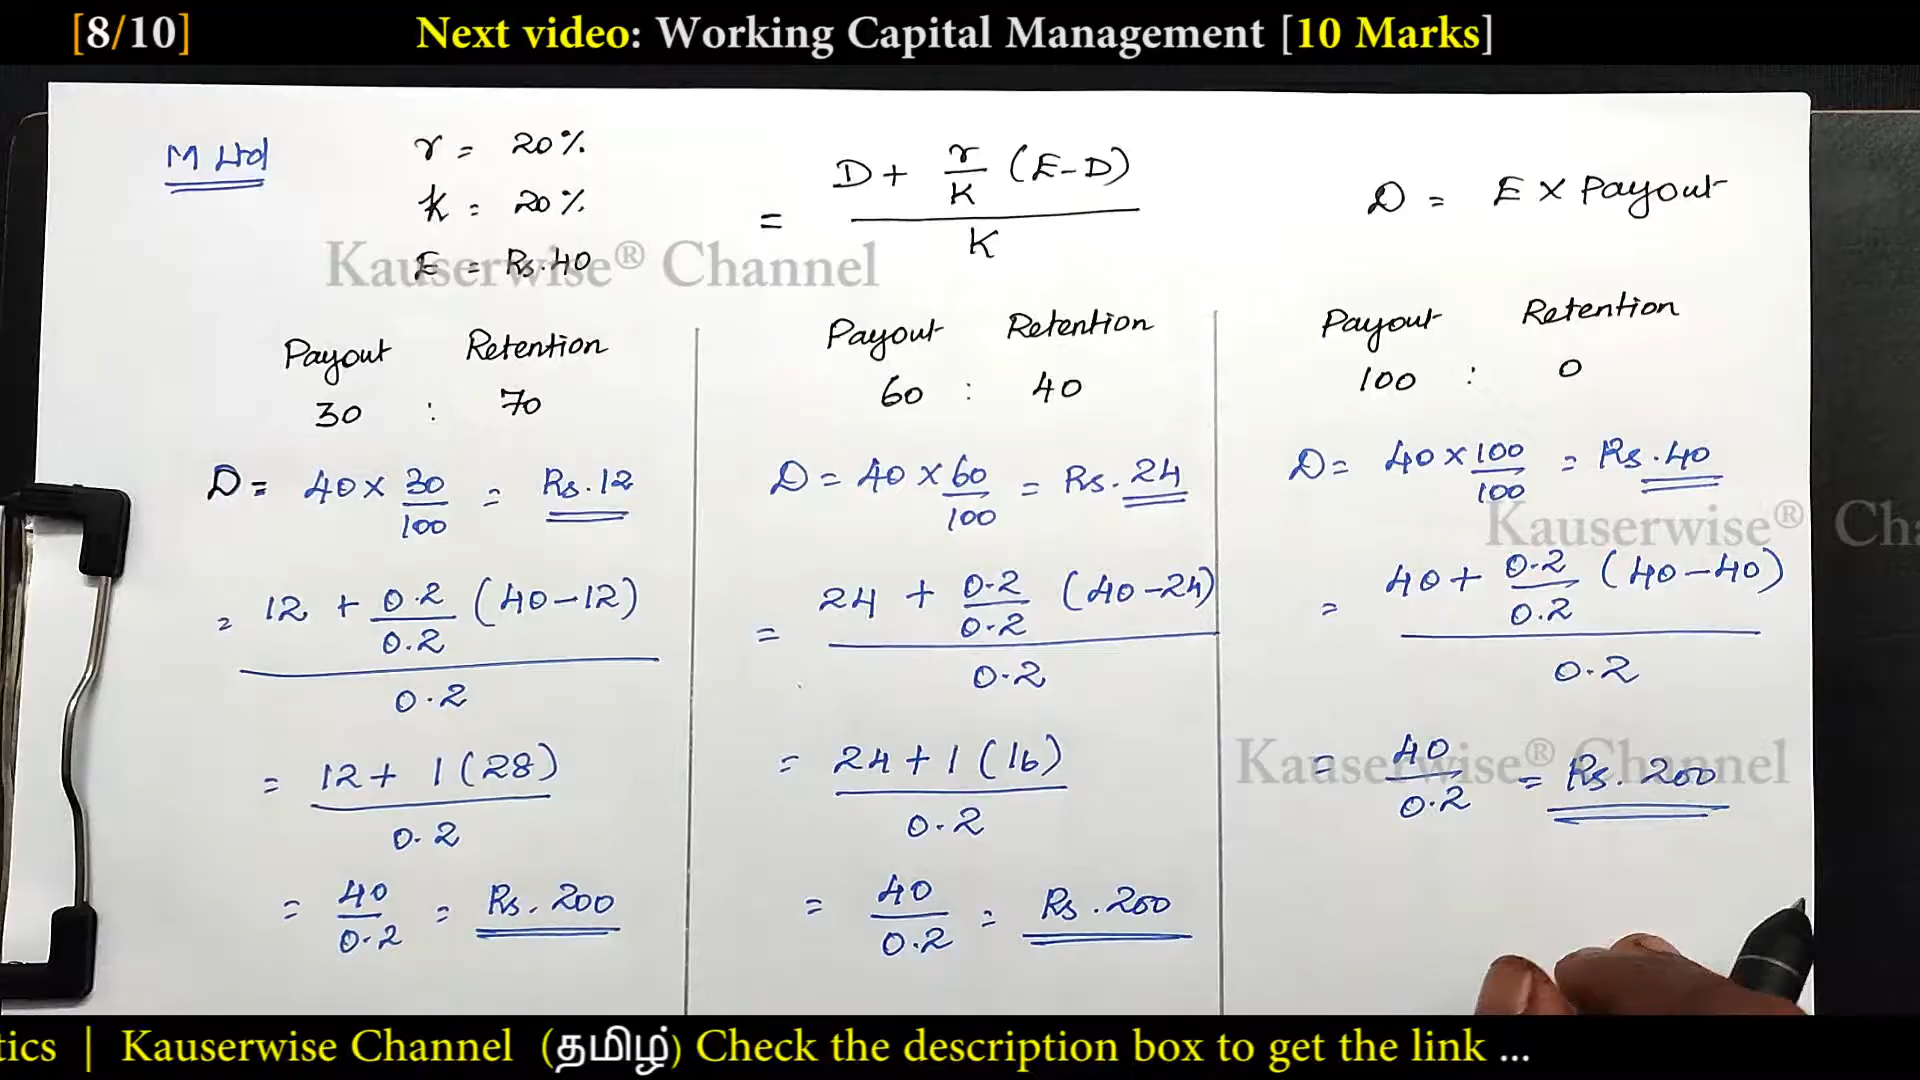 [8/10] Next video: Working Capital Management [10 Marks]
M Ltd
r = 20%
k = 20%
E = Rs.40
= D + r/K (E-D)
K
D = E × Payout
Kauserwise® Channel
Payout Retention
30 : 70
D = 40 × 30/100 = Rs.12
= 12 + 0.2/0.2 (40-12)
0.2
= 12 + 1(28)
0.2
= 40/0.2 = Rs.200
Payout Retention
60 : 40
D = 40 × 60/100 = Rs.24
= 24 + 0.2/0.2 (40-24)
0.2
= 24 + 1(16)
0.2
= 40/0.2 = Rs.200
Payout Retention
100 : 0
D = 40 × 100/100 = Rs.40
Kauserwise® Cha
= 40 + 0.2/0.2 (40-40)
0.2
Kauserwise® Channel
= 40/0.2 = Rs.200
tics | Kauserwise Channel (தமிழ்) Check the description box to get the link ...